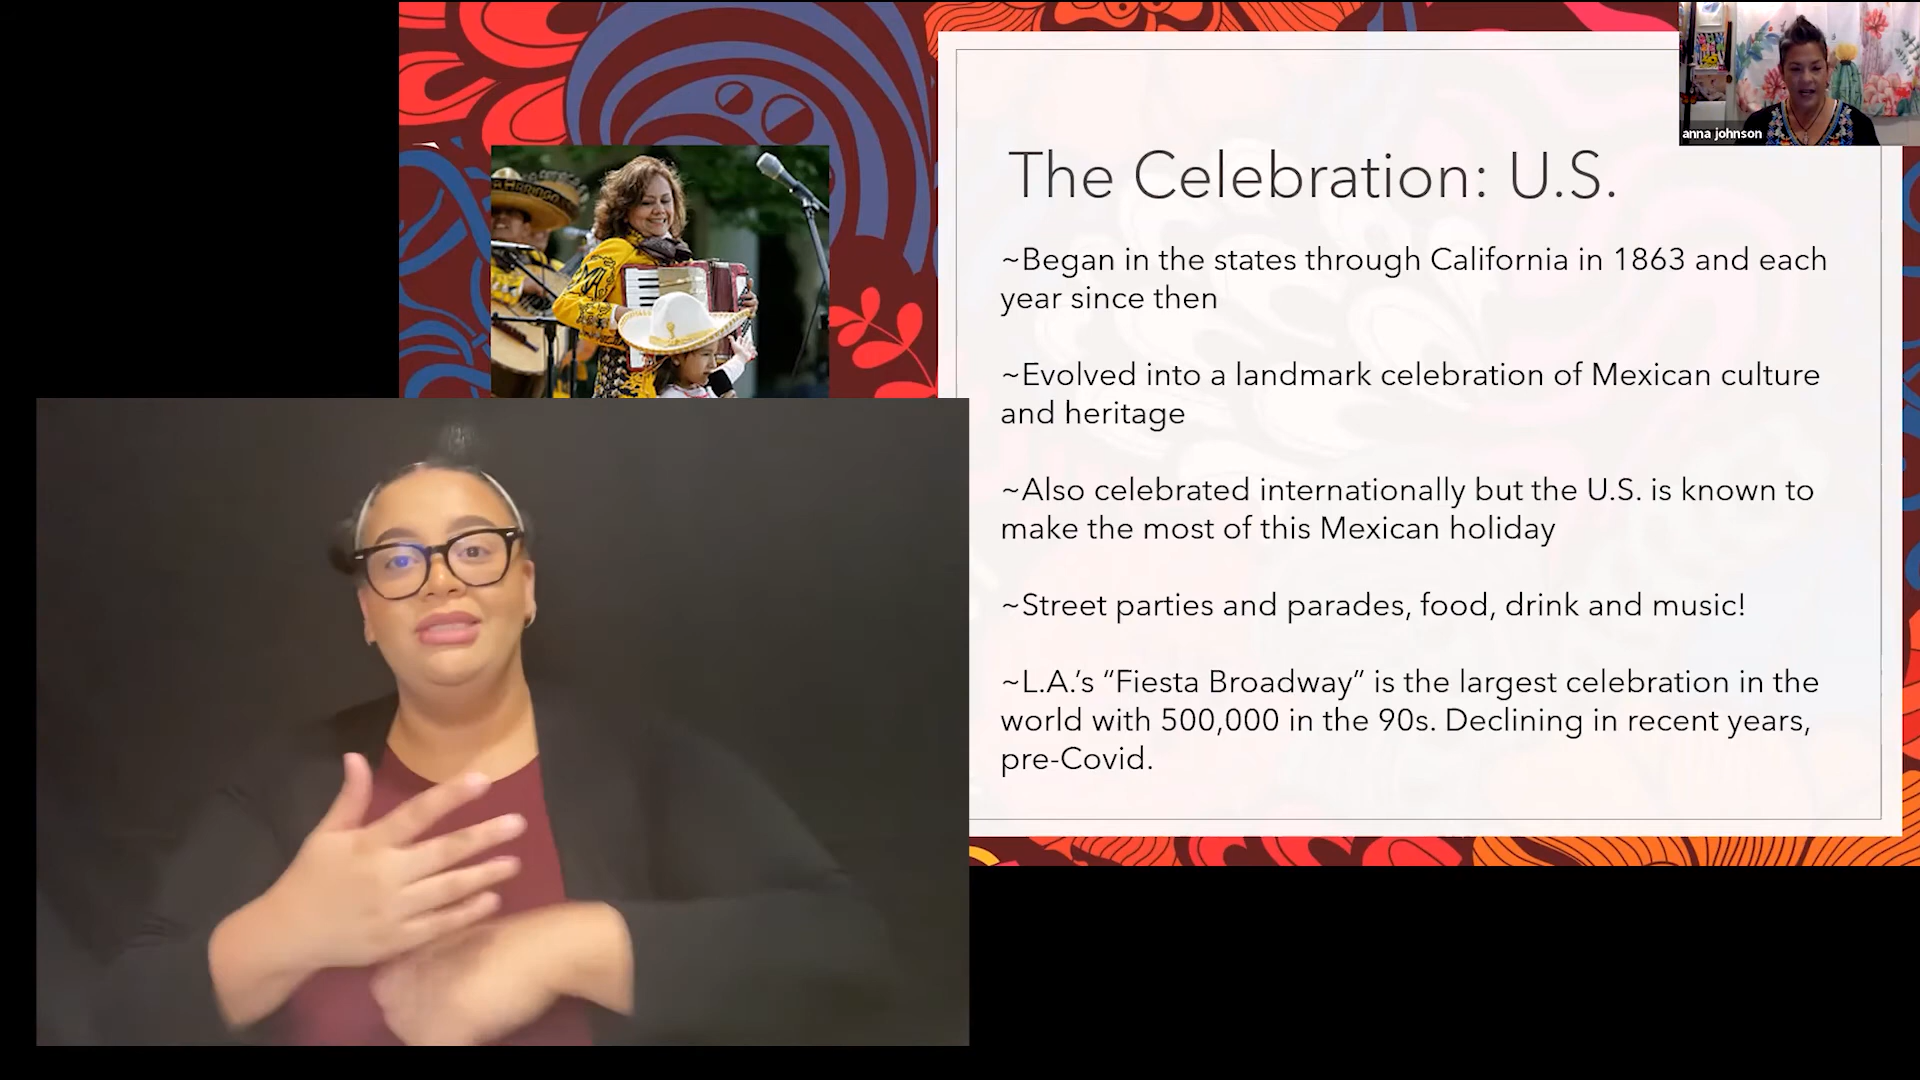 anna johnson
The Celebration: U.S.
~Began in the states through California in 1863 and each
year since then
~Evolved into a landmark celebration of Mexican culture
and heritage
~Also celebrated internationally but the U.S. is known to
make the most of this Mexican holiday
~Street parties and parades, food, drink and music!
~L.A.’s “Fiesta Broadway” is the largest celebration in the
world with 500,000 in the 90s. Declining in recent years,
pre-Covid.